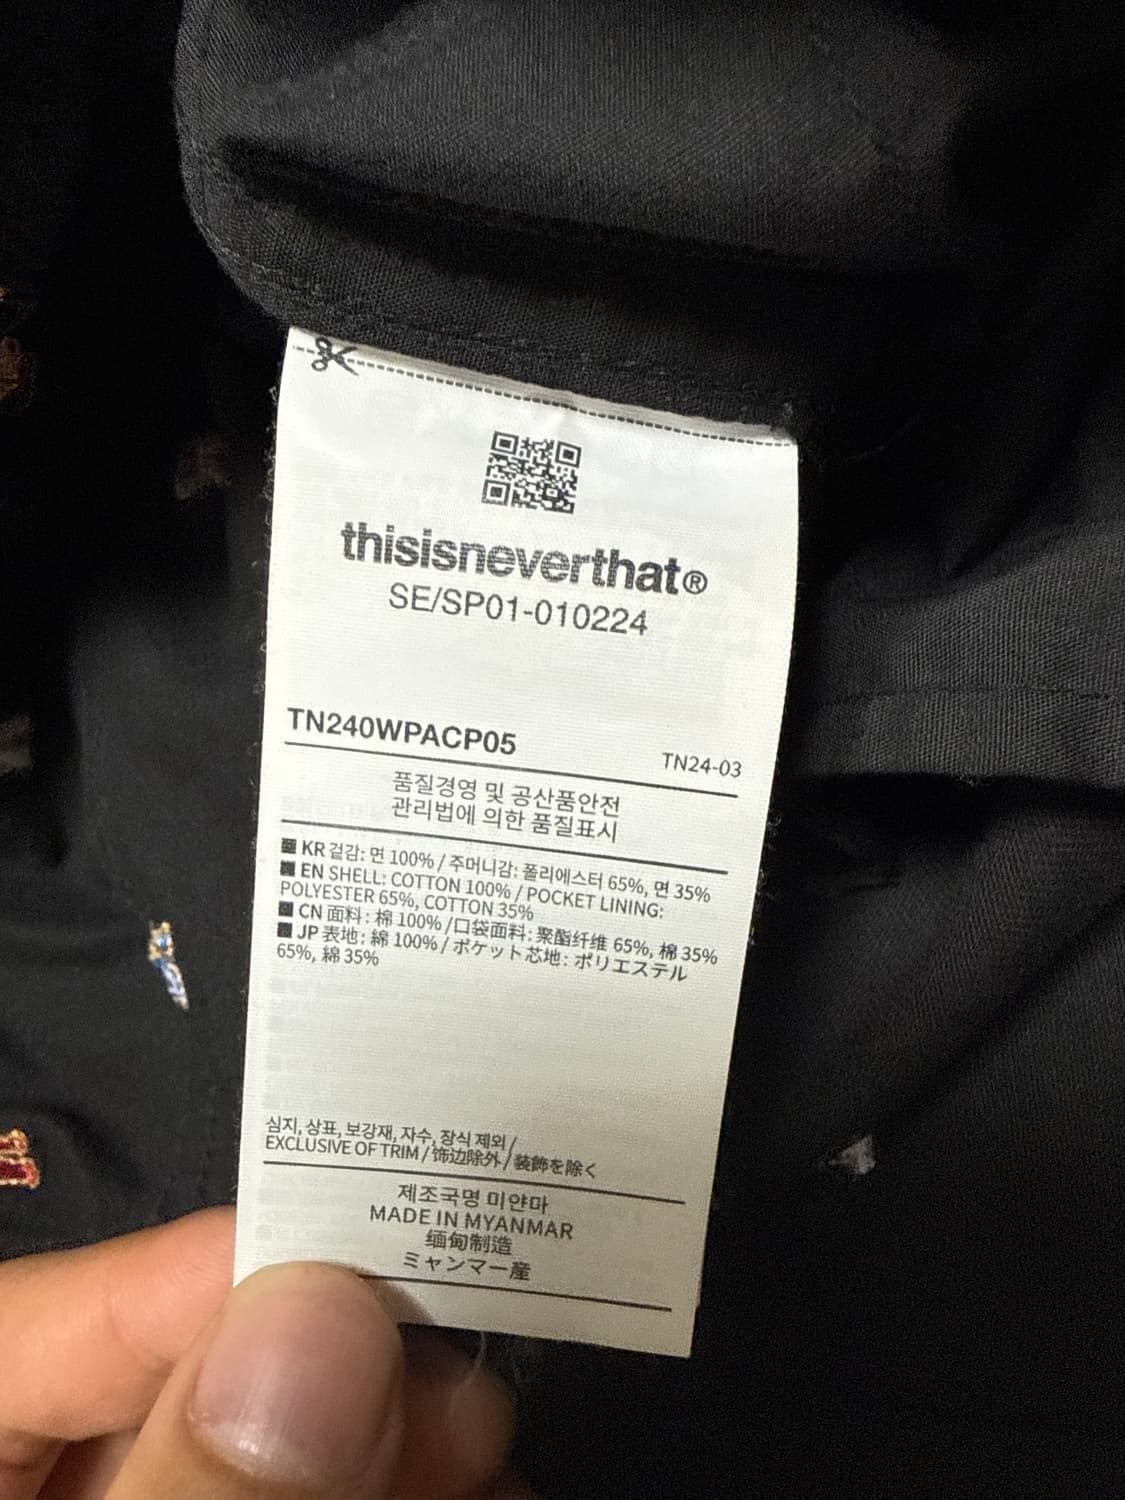 thisisneverthat®
SE/SP01-010224
TN240WPACP05
TN24-03
품질경영 및 공산품안전
관리법에 의한 품질표시
KR 겉감: 면 100% / 주머니감: 폴리에스터 65%, 면 35%
EN SHELL: COTTON 100% / POCKET LINING:
POLYESTER 65%, COTTON 35%
CN 面料: 棉 100% /口袋面料: 聚酯纤维 65%, 棉 35%
JP 表地: 綿 100% / ポケット芯地: ポリエステル
65%, 綿 35%
심지, 상표, 보강재, 자수, 장식 제외 /
EXCLUSIVE OF TRIM / 饰边除外 / 装飾を除く
제조국명 미얀마
MADE IN MYANMAR
缅甸制造
ミャンマー産